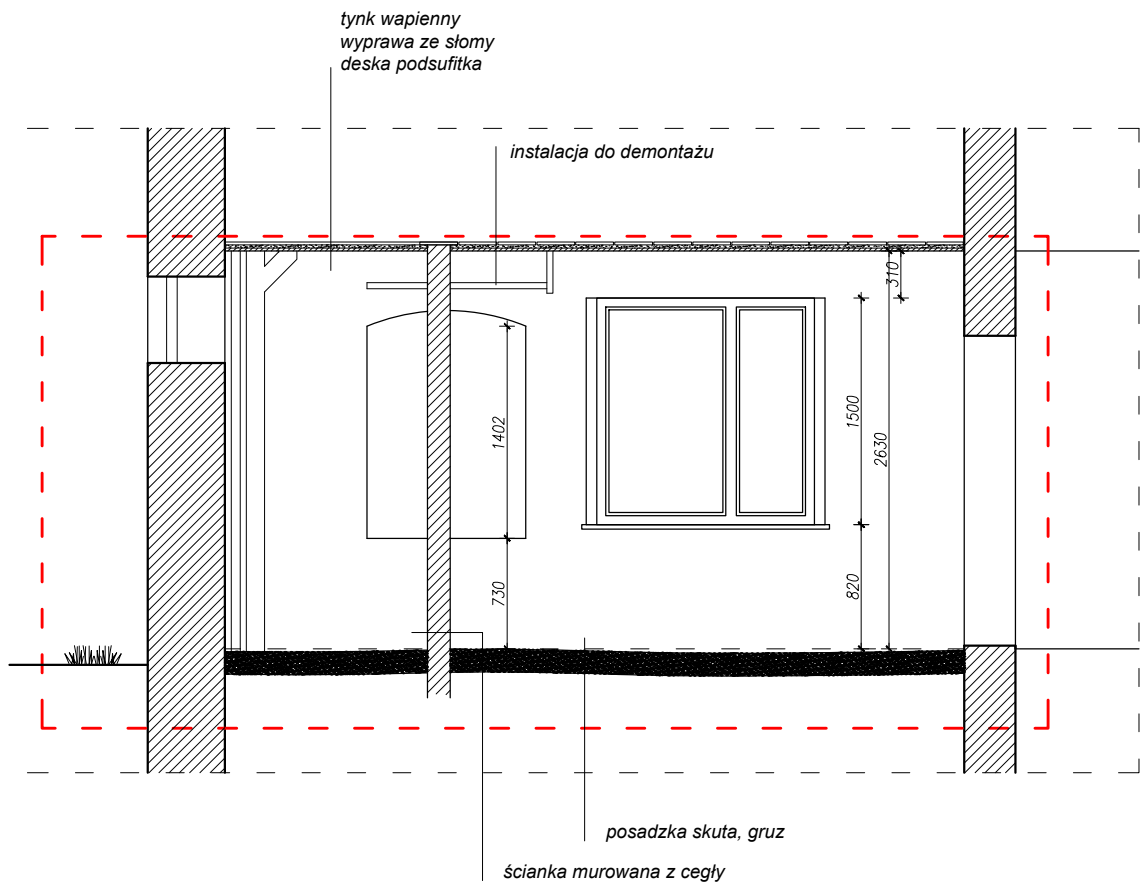 tynk wapienny
wyprawa ze słomy
deska podsufitka
instalacja do demontażu
310
1402
1500
2630
730
820
posadzka skuta, gruz
ścianka murowana z cegły